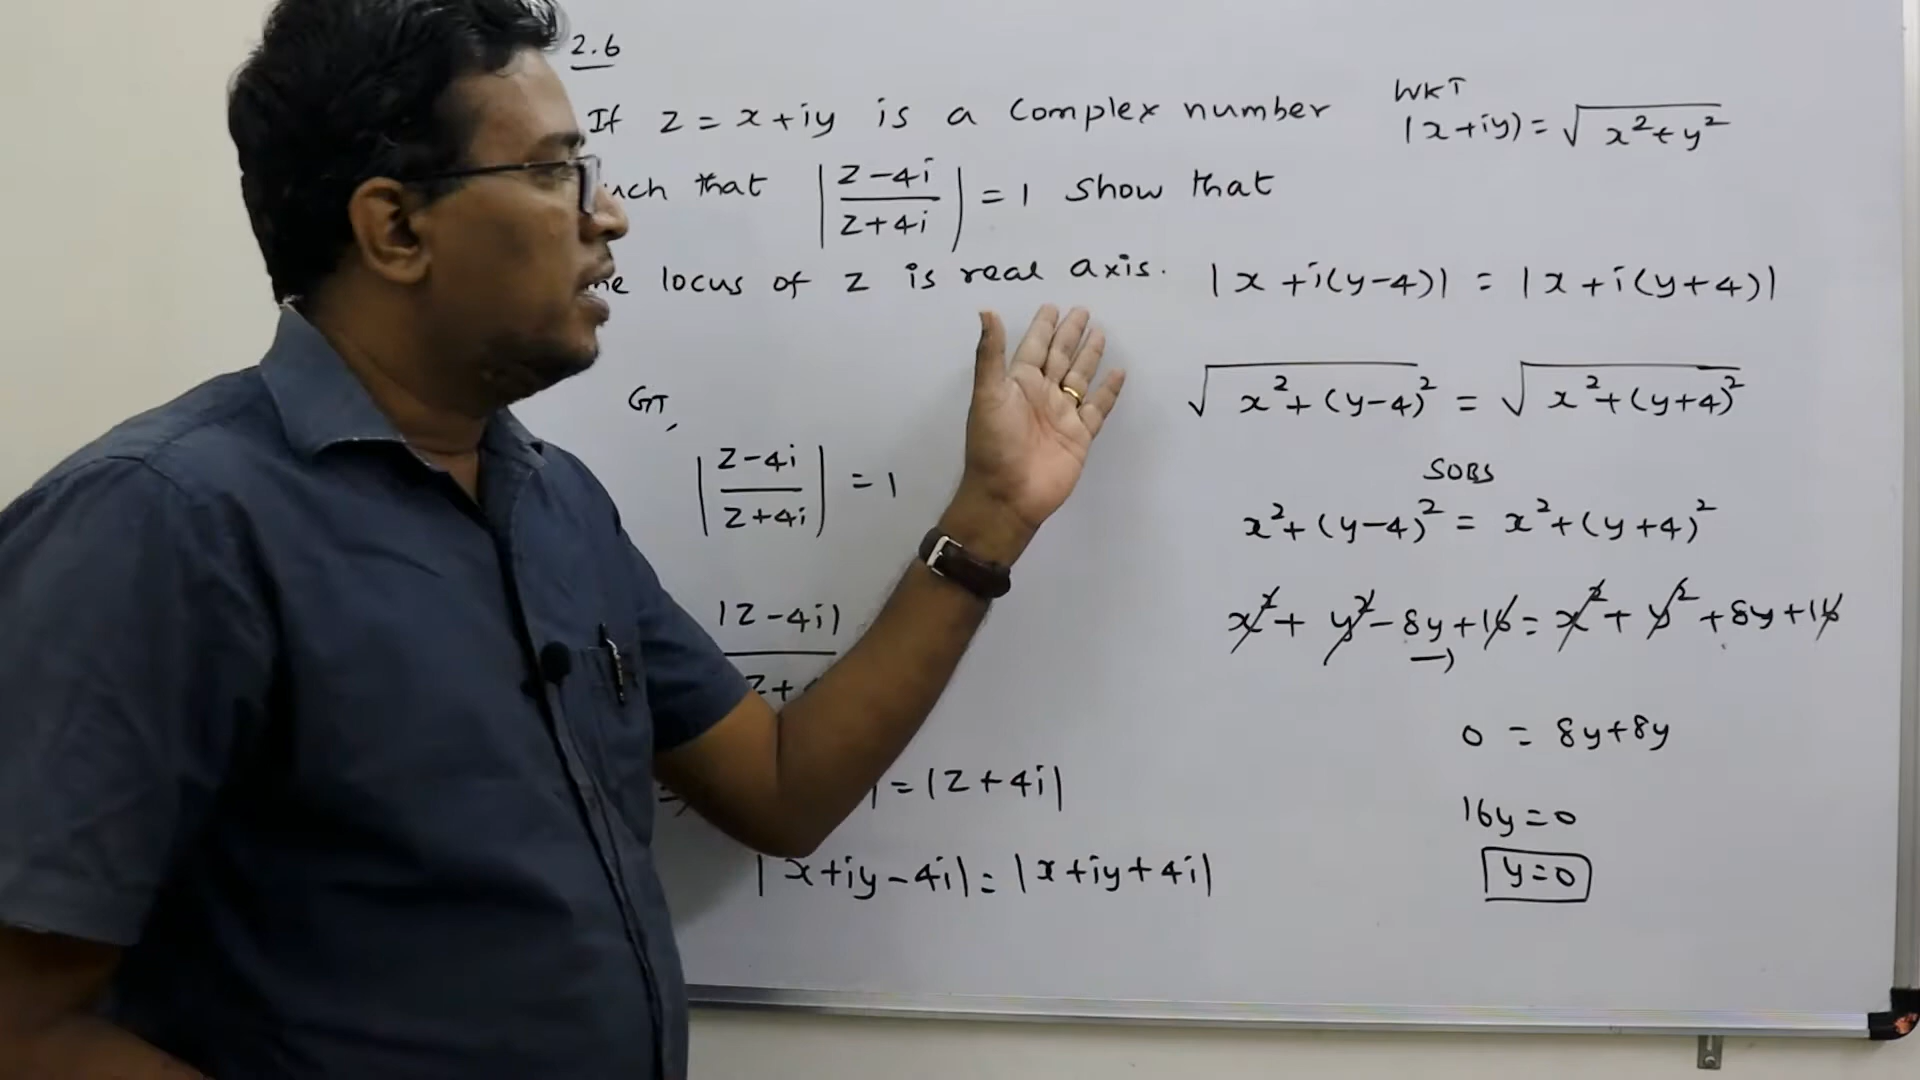 2.6
If z = x+iy is a complex number
that |z-4i/z+4i| = 1 show that
locus of z is real axis.
GT,
|z-4i/z+4i| = 1
|z-4i|
z+
= |z+4i|
|x+iy-4i| = |x+iy+4i|
WKT
|x+iy) = √x²+y²
|x+i(y-4)| = |x+i(y+4)|
√x²+(y-4)² = √x²+(y+4)²
SOBS
x²+(y-4)² = x²+(y+4)²
x²+y²-8y+16 = x²+y²+8y+16
0 = 8y+8y
16y=0
y=0